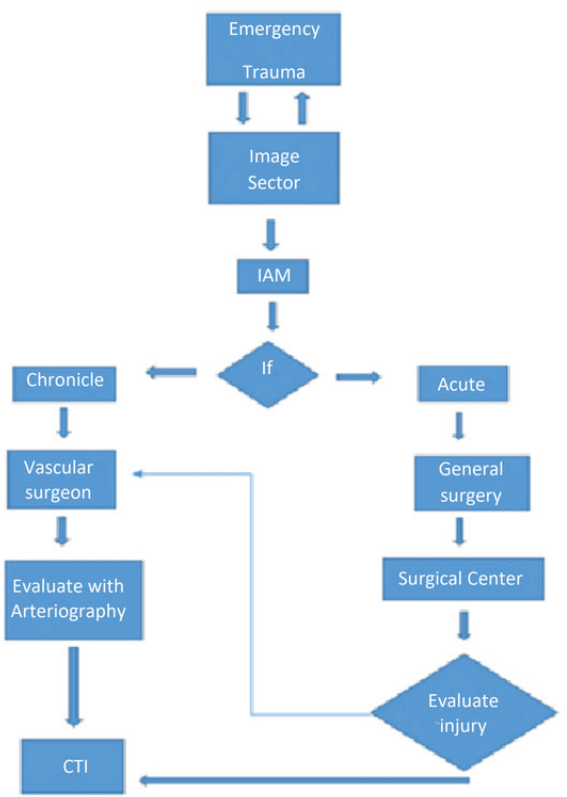 Emergency
Trauma
Image
Sector
IAM
If
Chronicle
Acute
Vascular
surgeon
General
surgery
Evaluate with
Arteriography
Surgical Center
Evaluate
injury
CTI